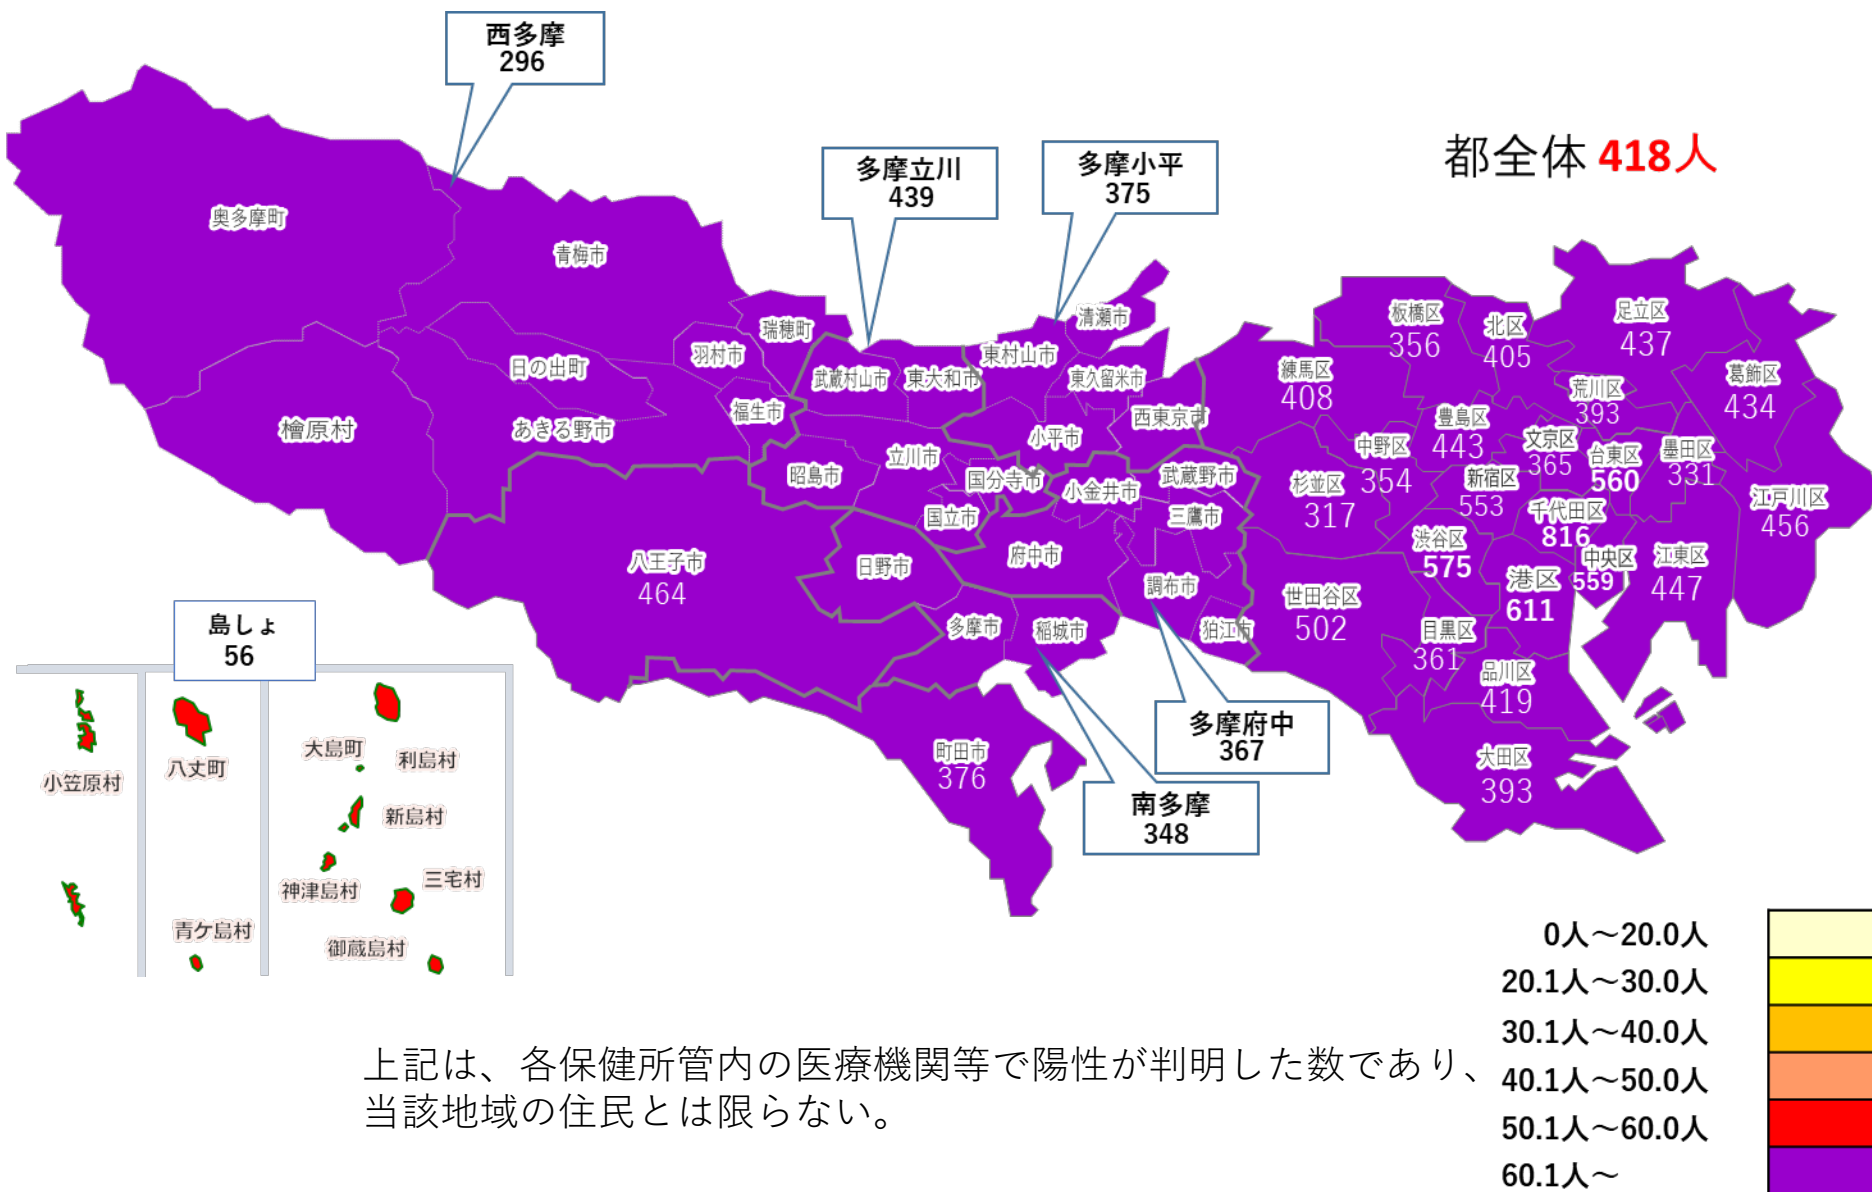 西多摩
296
多摩立川
439
多摩小平
375
都全体 418人
奥多摩町
青梅市
瑞穂町
羽村市
日の出町
福生市
あきる野市
檜原村
武蔵村山市
東大和市
東村山市
清瀬市
東久留米市
西東京市
小平市
立川市
昭島市
国分寺市
国立市
小金井市
武蔵野市
三鷹市
府中市
調布市
狛江市
八王子市
464
日野市
多摩市
稲城市
町田市
376
板橋区
356
北区
405
足立区
437
葛飾区
434
練馬区
408
荒川区
393
豊島区
443
文京区
365
台東区
560
墨田区
331
中野区
354
新宿区
553
杉並区
317
千代田区
816
江戸川区
456
渋谷区
575
中央区
559
江東区
447
港区
611
世田谷区
502
目黒区
361
品川区
419
大田区
393
多摩府中
367
南多摩
348
島しょ
56
小笠原村
八丈町
青ケ島村
大島町
利島村
新島村
神津島村
三宅村
御蔵島村
0人～20.0人
20.1人～30.0人
30.1人～40.0人
40.1人～50.0人
50.1人～60.0人
60.1人～
上記は、各保健所管内の医療機関等で陽性が判明した数であり、
当該地域の住民とは限らない。